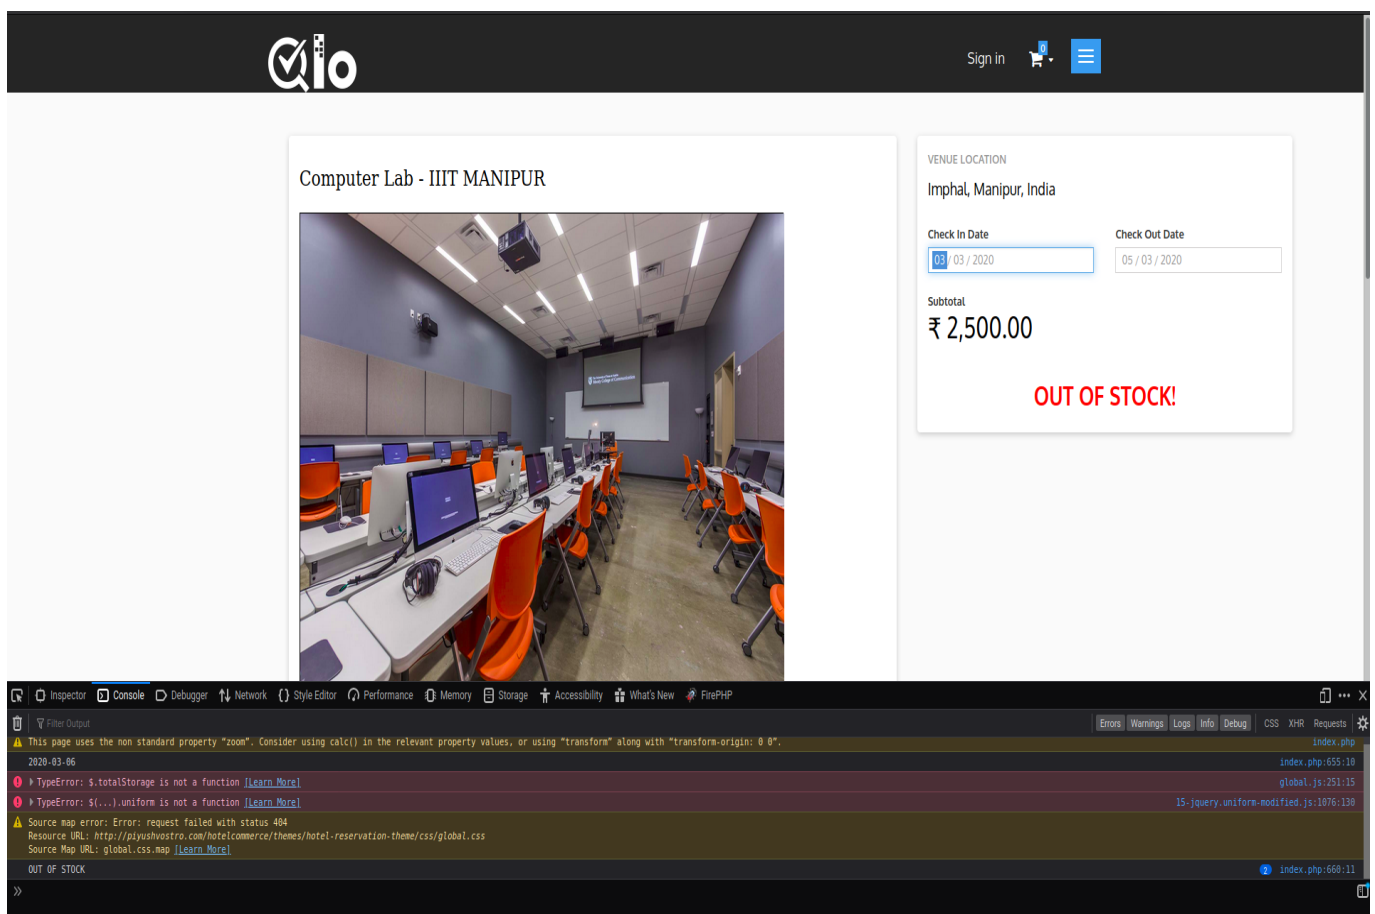 Qlo
Sign in
0
Computer Lab - IIIT MANIPUR
VENUE LOCATION
Imphal, Manipur, India
Check In Date
Check Out Date
03 / 03 / 2020
05 / 03 / 2020
Subtotal
₹ 2,500.00
OUT OF STOCK!
Inspector Console Debugger Network Style Editor Performance Memory Storage Accessibility What's New FirePHP
Filter Output
Errors Warnings Logs Info Debug CSS XHR Requests
This page uses the non standard property “zoom”. Consider using calc() in the relevant property values, or using “transform” along with “transform-origin: 0 0”. index.php
2020-03-06 index.php:655:10
TypeError: $.totalStorage is not a function [Learn More] global.js:251:15
TypeError: $(...).uniform is not a function [Learn More] 15-jquery.uniform-modified.js:1076:130
Source map error: Error: request failed with status 404
Resource URL: http://piyushvostro.com/hotelcommerce/themes/hotel-reservation-theme/css/global.css
Source Map URL: global.css.map [Learn More]
OUT OF STOCK 2 index.php:660:11